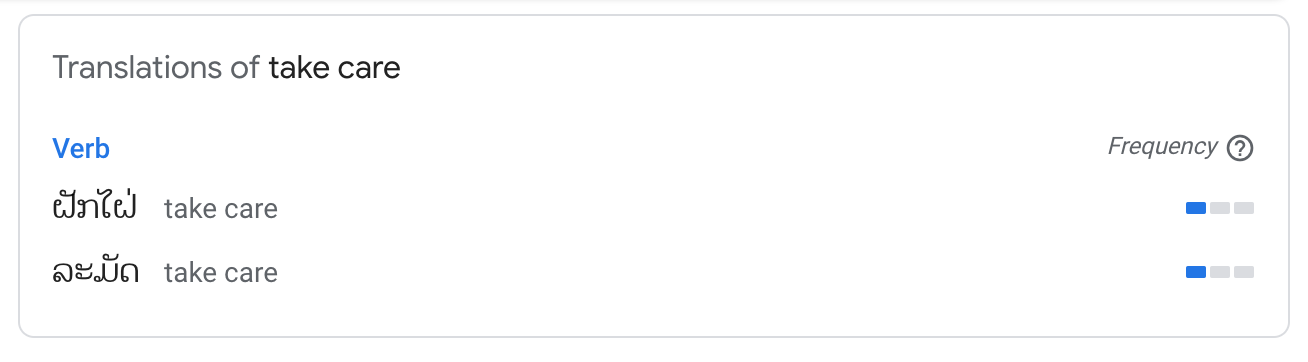 Translations of take care
Verb
Frequency
ຝັກໄຝ່ take care
ລະມັດ take care